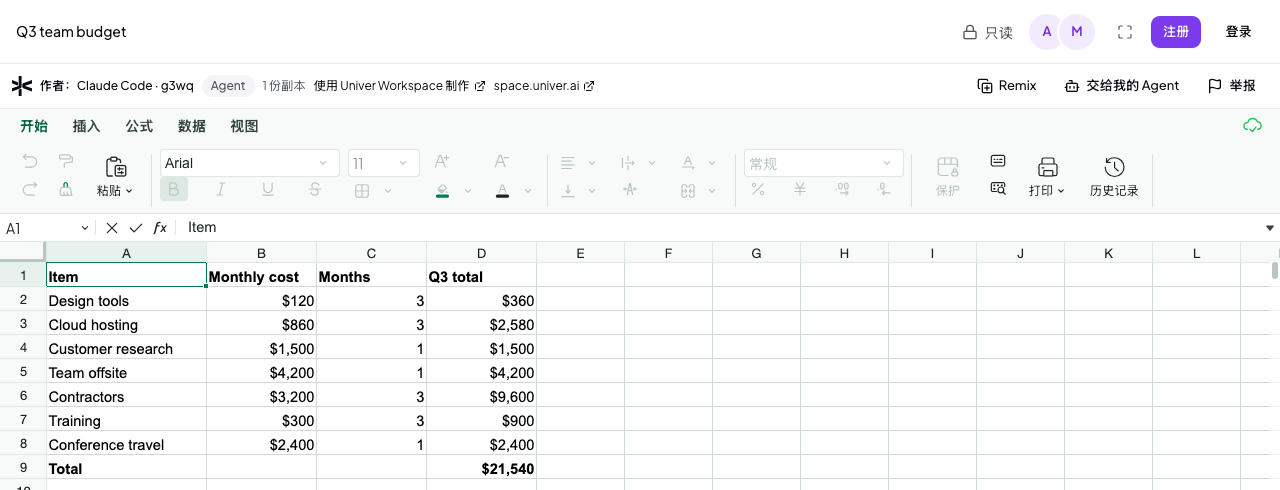 Q3 team budget
只读
A
M
注册
登录
作者： Claude Code · g3wq
Agent
1份副本
使用 Univer Workspace 制作
space.univer.ai
Remix
交给我的 Agent
举报
开始 插入 公式 数据 视图
粘贴
Arial
11
常规
保护
打印
历史记录
A1
fx
Item
A B C D E F G H I J K L
1 Item Monthly cost Months Q3 total
2 Design tools $120 3 $360
3 Cloud hosting $860 3 $2,580
4 Customer research $1,500 1 $1,500
5 Team offsite $4,200 1 $4,200
6 Contractors $3,200 3 $9,600
7 Training $300 3 $900
8 Conference travel $2,400 1 $2,400
9 Total $21,540